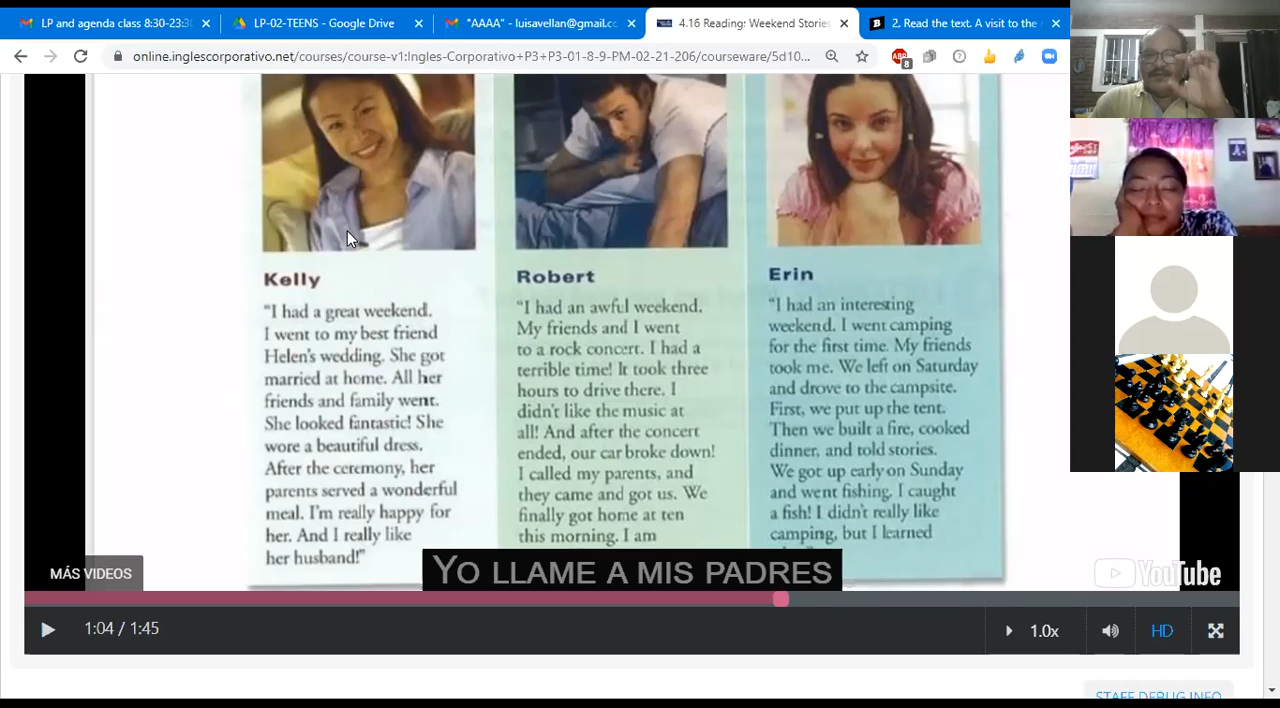 LP and agenda class 8:30-23:3
LP-02-TEENS - Google Drive
"AAAA" - luisavellan@gmail.co
4.16 Reading: Weekend Stories
2. Read the text. A visit to the
online.inglescorporativo.net/courses/course-v1:Ingles-Corporativo+P3+P3-01-8-9-PM-02-21-206/courseware/5d10...
ABP
8
Kelly
"I had a great weekend.
I went to my best friend
Helen's wedding. She got
married at home. All her
friends and family went.
She looked fantastic! She
wore a beautiful dress.
After the ceremony, her
parents served a wonderful
meal. I'm really happy for
her. And I really like
her husband!"
Robert
"I had an awful weekend.
My friends and I went
to a rock concert. I had a
terrible time! It took three
hours to drive there. I
didn't like the music at
all! And after the concert
ended, our car broke down!
I called my parents, and
they came and got us. We
finally got home at ten
this morning. I am
Erin
"I had an interesting
weekend. I went camping
for the first time. My friends
took me. We left on Saturday
and drove to the campsite.
First, we put up the tent.
Then we built a fire, cooked
dinner, and told stories.
We got up early on Sunday
and went fishing. I caught
a fish! I didn't really like
camping, but I learned
YO LLAME A MIS PADRES
MÁS VIDEOS
YouTube
1:04 / 1:45
1.0x
HD
STAFF DEBUG INFO